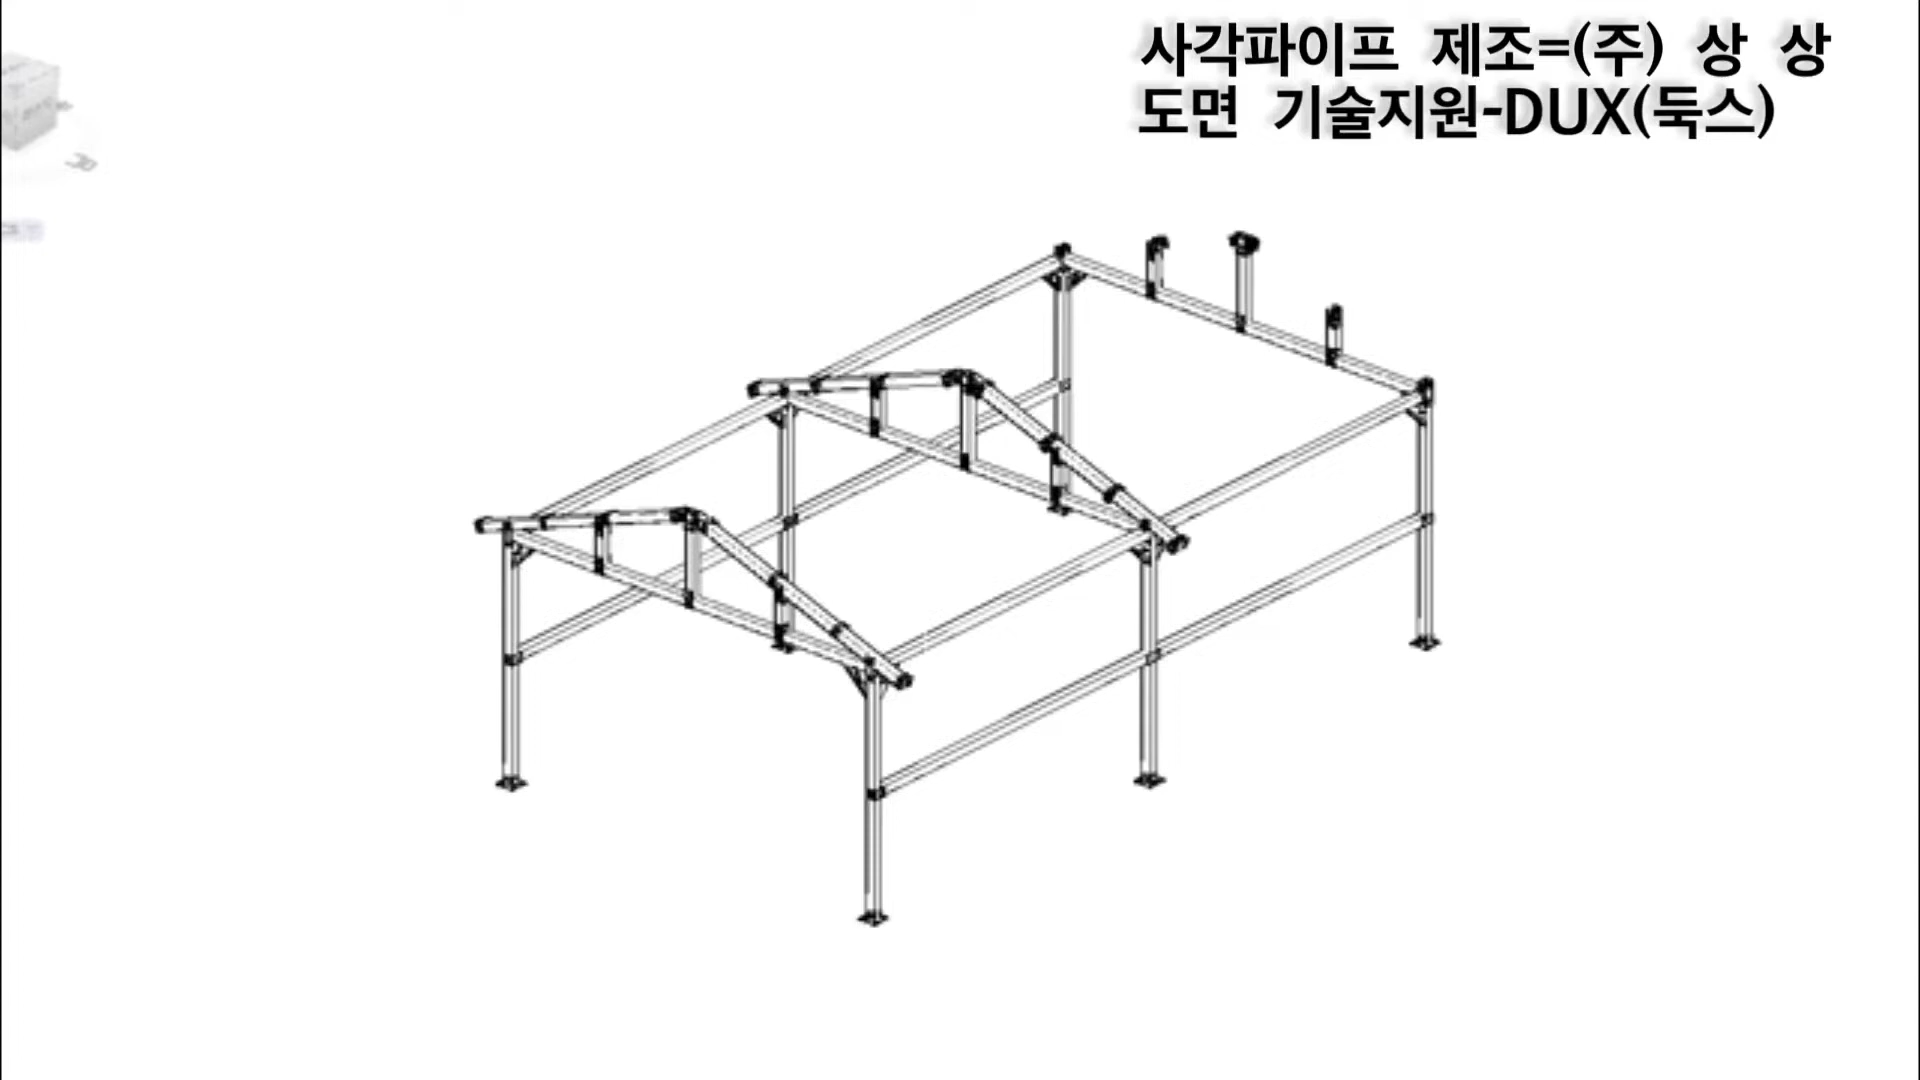 사각파이프 제조=(주) 상 상
도면 기술지원-DUX(둑스)